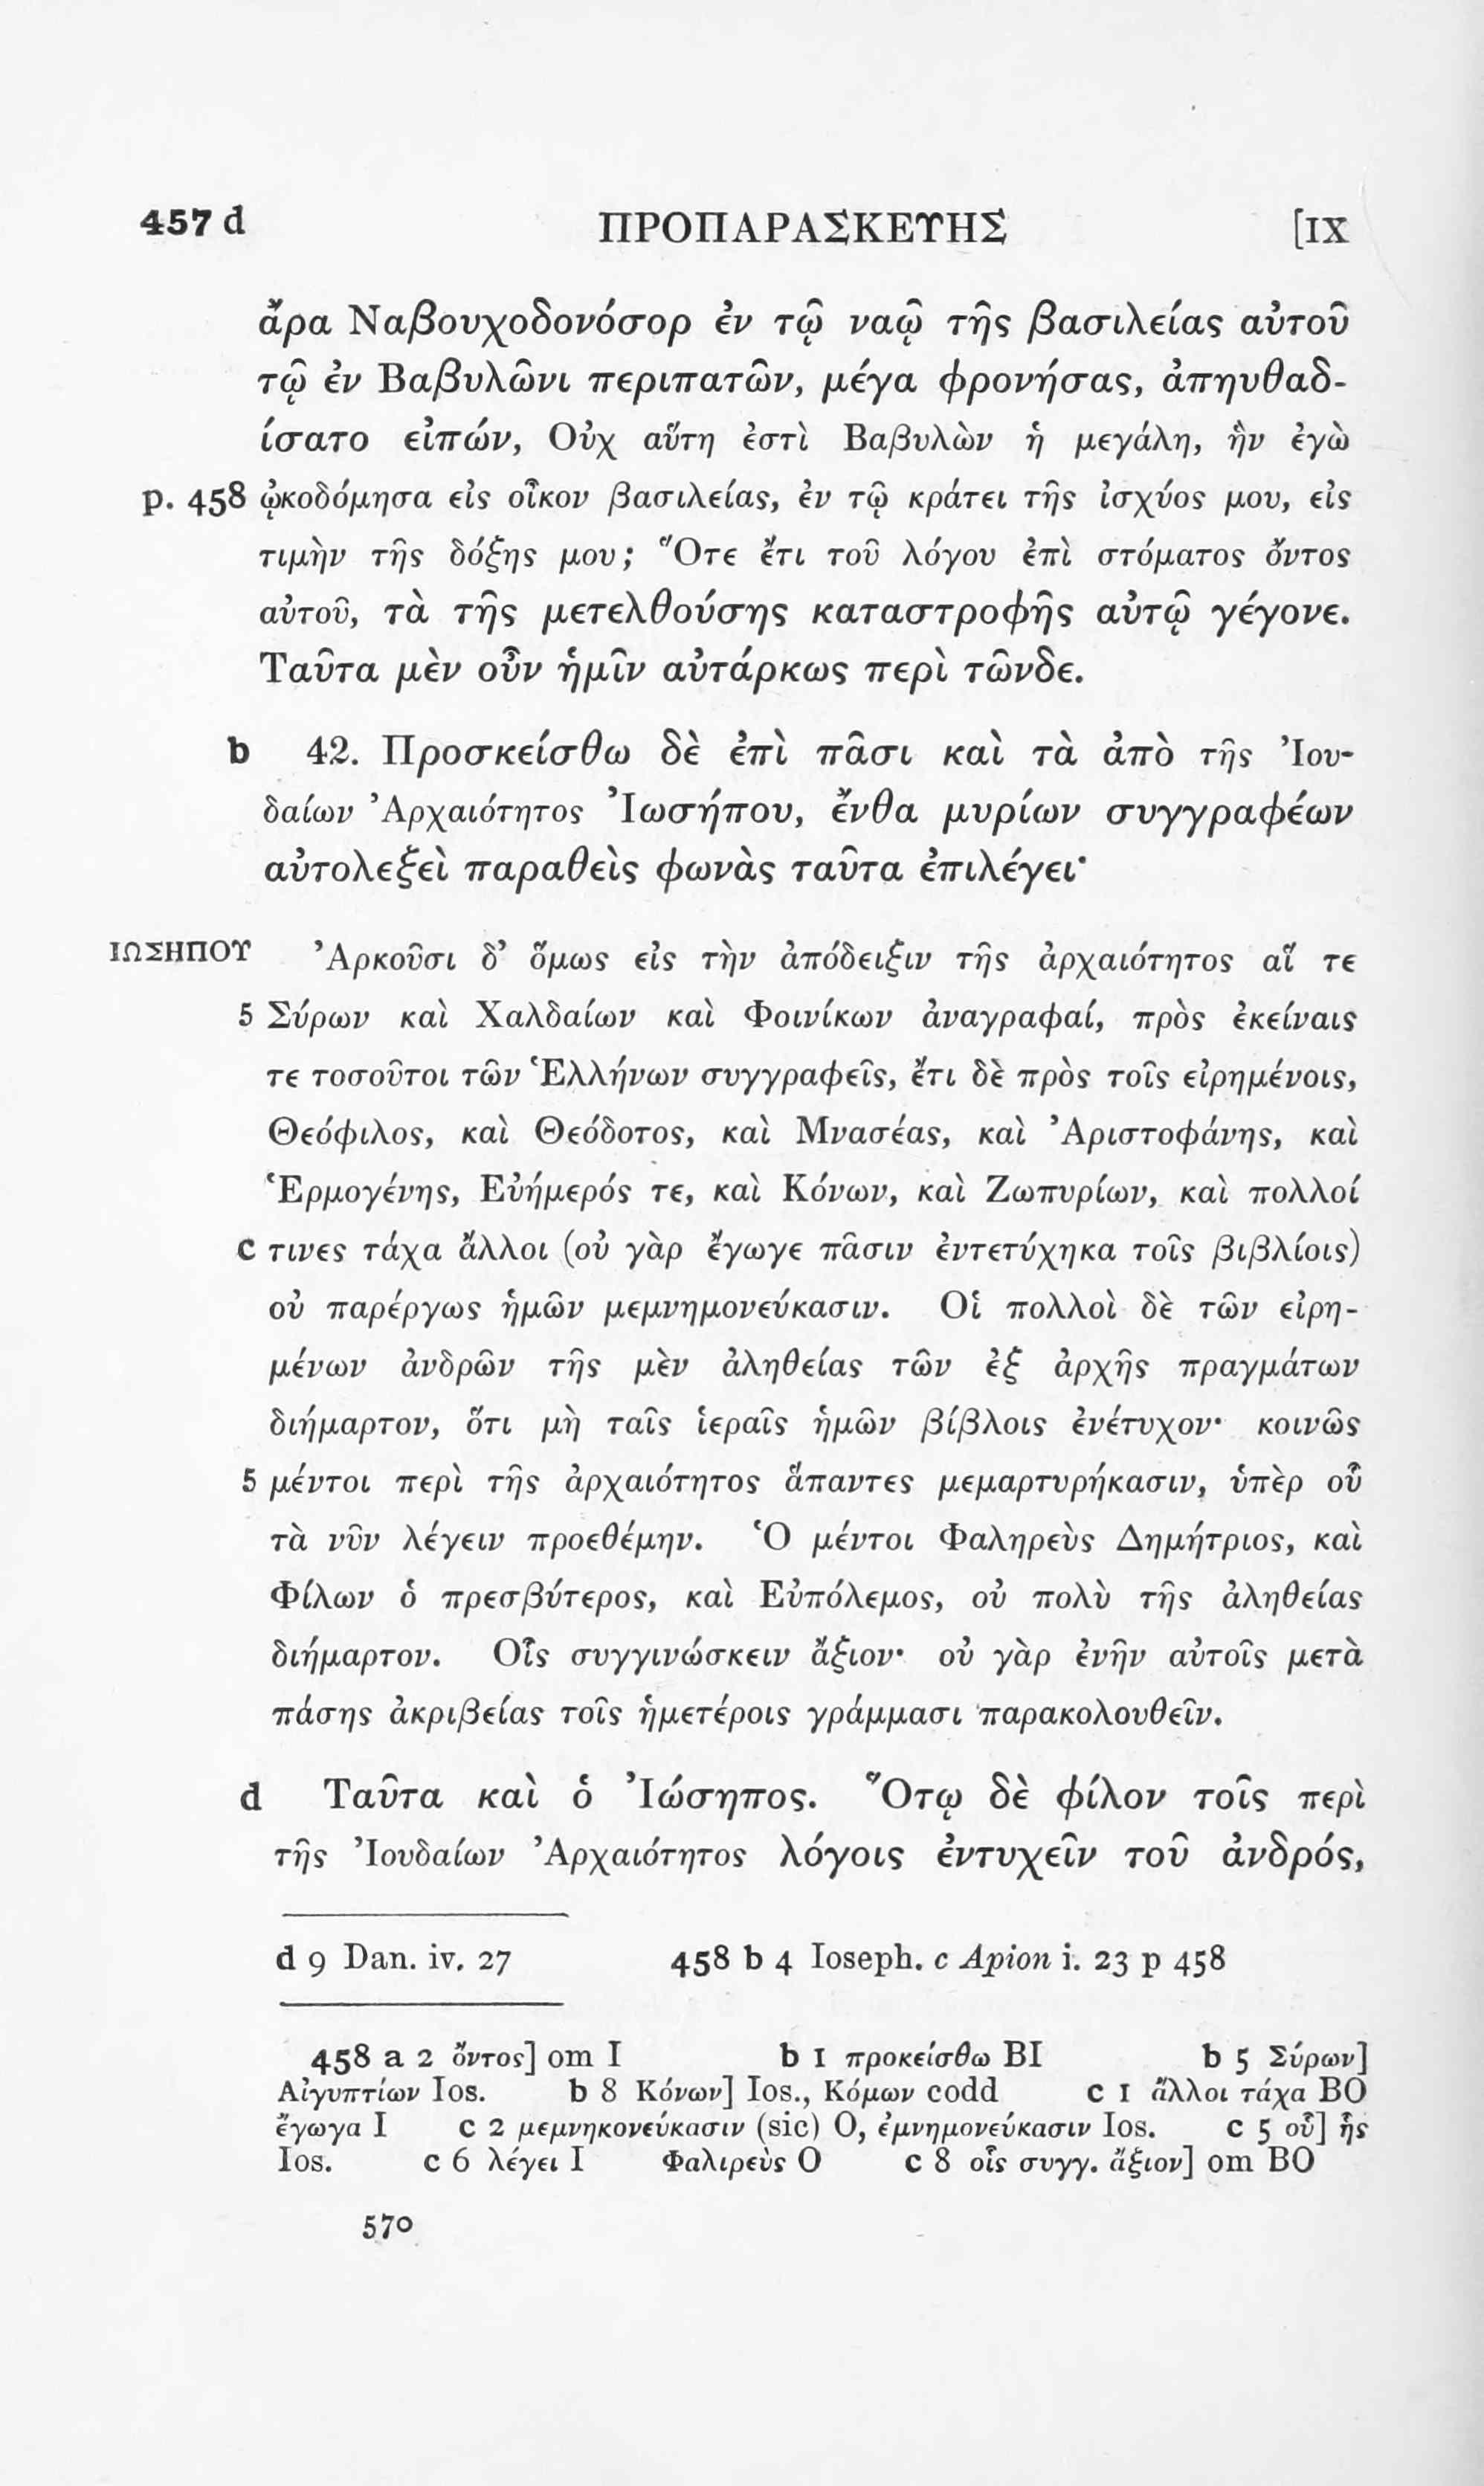 457 d ΠΡΟΠΑΡΑΣΚΕΥΗΣ [IX
ἄρα Ναβουχοδονόσορ ἐν τῷ ναῷ τῆς βασιλείας αὐτοῦ
τῷ ἐν Βαβυλῶνι περιπατῶν, μέγα φρονήσας, ἀπηυθαδ-
ίσατο εἰπών, Οὐχ αὕτη ἐστὶ Βαβυλὼν ἡ μεγάλη, ἣν ἐγὼ
p. 458 ᾠκοδόμησα εἰς οἶκον βασιλείας, ἐν τῷ κράτει τῆς ἰσχύος μου, εἰς
τιμὴν τῆς δόξης μου; Ὅτε ἔτι τοῦ λόγου ἐπὶ στόματος ὄντος
αὐτοῦ, τὰ τῆς μετελθούσης καταστροφῆς αὐτῷ γέγονε.
Ταῦτα μὲν οὖν ἡμῖν αὐτάρκως περὶ τῶνδε.
b 42. Προσκείσθω δὲ ἐπὶ πᾶσι καὶ τὰ ἀπὸ τῆς Ἰου-
δαίων Ἀρχαιότητος Ἰωσήπου, ἔνθα μυρίων συγγραφέων
αὐτολεξεὶ παραθεὶς φωνὰς ταῦτα ἐπιλέγει·
ΙΩΣΗΠΟΥ Ἀρκοῦσι δ’ ὅμως εἰς τὴν ἀπόδειξιν τῆς ἀρχαιότητος αἵ τε
5 Σύρων καὶ Χαλδαίων καὶ Φοινίκων ἀναγραφαί, πρὸς ἐκείναις
τε τοσοῦτοι τῶν Ἑλλήνων συγγραφεῖς, ἔτι δὲ πρὸς τοῖς εἰρημένοις,
Θεόφιλος, καὶ Θεόδοτος, καὶ Μνασέας, καὶ Ἀριστοφάνης, καὶ
Ἑρμογένης, Εὐήμερός τε, καὶ Κόνων, καὶ Ζωπυρίων, καὶ πολλοί
c τινες τάχα ἄλλοι (οὐ γὰρ ἔγωγε πᾶσιν ἐντετύχηκα τοῖς βιβλίοις)
οὐ παρέργως ἡμῶν μεμνημονεύκασιν. Οἱ πολλοὶ δὲ τῶν εἰρη-
μένων ἀνδρῶν τῆς μὲν ἀληθείας τῶν ἐξ ἀρχῆς πραγμάτων
διήμαρτον, ὅτι μὴ ταῖς ἱεραῖς ἡμῶν βίβλοις ἐνέτυχον· κοινῶς
5 μέντοι περὶ τῆς ἀρχαιότητος ἅπαντες μεμαρτυρήκασιν, ὑπὲρ οὗ
τὰ νῦν λέγειν προεθέμην. Ὁ μέντοι Φαληρεὺς Δημήτριος, καὶ
Φίλων ὁ πρεσβύτερος, καὶ Εὐπόλεμος, οὐ πολὺ τῆς ἀληθείας
διήμαρτον. Οἷς συγγινώσκειν ἄξιον· οὐ γὰρ ἐνῆν αὐτοῖς μετὰ
πάσης ἀκριβείας τοῖς ἡμετέροις γράμμασι παρακολουθεῖν.
d Ταῦτα καὶ ὁ Ἰώσηπος. Ὅτῳ δὲ φίλον τοῖς περὶ
τῆς Ἰουδαίων Ἀρχαιότητος λόγοις ἐντυχεῖν τοῦ ἀνδρός,
d 9 Dan. iv. 27 458 b 4 Ioseph. c Apion i. 23 p 458
458 a 2 ὄντος] om I b 1 προκείσθω BI b 5 Σύρων]
Αἰγυπτίων Ios. b 8 Κόνων] Ios., Κόμων codd c 1 ἄλλοι τάχα BO
ἔγωγα I c 2 μεμνηκονεύκασιν (sic) O, ἐμνημονεύκασιν Ios. c 5 οὗ] ἧς
Ios. c 6 λέγει I Φαλιρεὺς O c 8 οἷς συγγ. ἄξιον] om BO
570